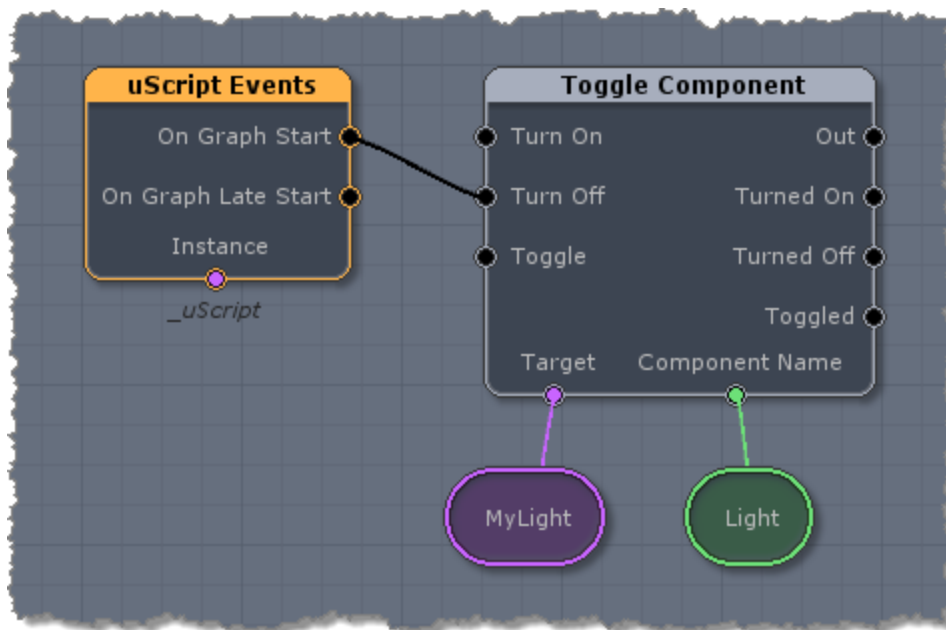 uScript Events
On Graph Start
On Graph Late Start
Instance
_uScript
Toggle Component
Turn On
Out
Turn Off
Turned On
Toggle
Turned Off
Toggled
Target
Component Name
MyLight
Light